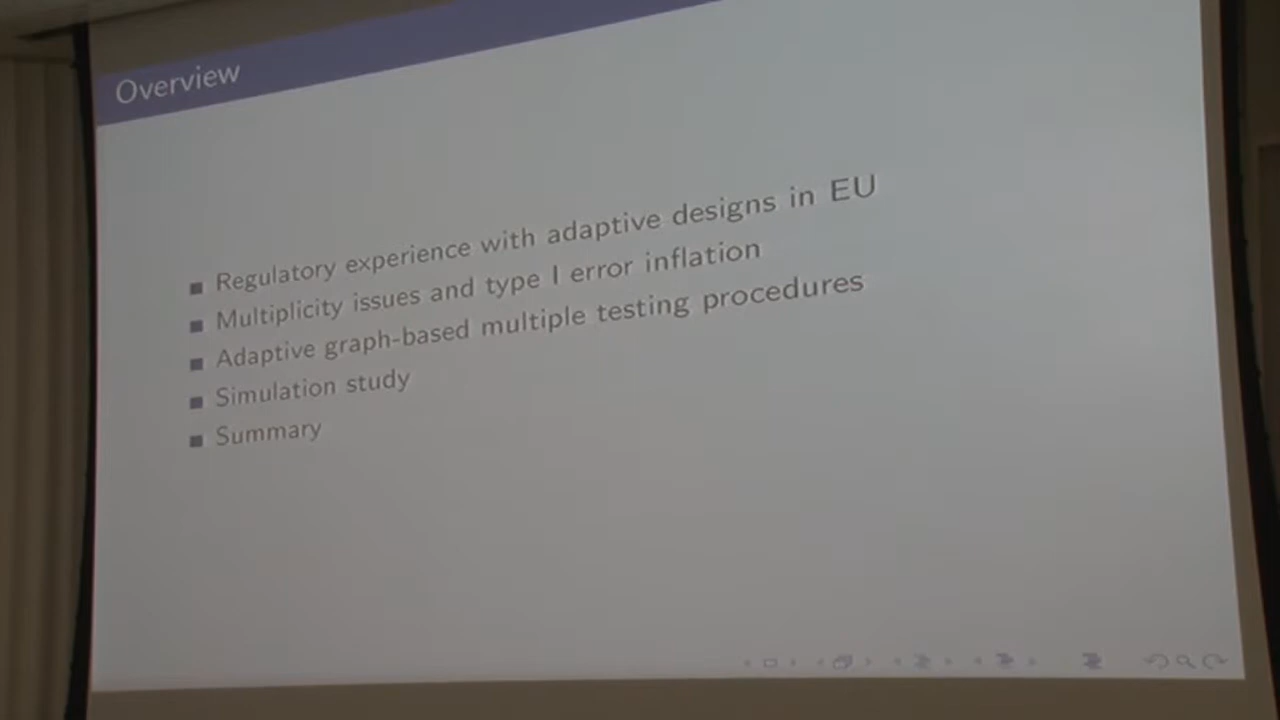 Overview
Regulatory experience with adaptive designs in EU
Multiplicity issues and type I error inflation
Adaptive graph-based multiple testing procedures
Simulation study
Summary